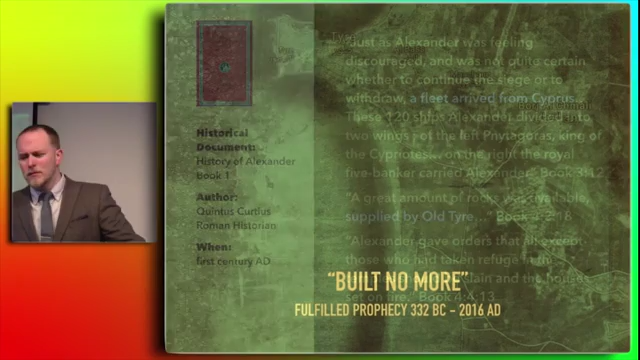 Historical
Document:
History of Alexander
Book 1
Author:
Quintus Curtius
Roman Historian
When:
first century AD
Just as Alexander was feeling
discouraged, and was not quite certain
whether to continue the siege or to
withdraw, a fleet arrived from Cyprus...
These 120 ships Alexander divided into
two wings of the left Pnytagoras, king of
the Cypriotes... on the right the royal
five-banker carried Alexander." Book 3:12
"A great amount of rocks was available,
supplied by Old Tyre..." Book
"Alexander gave orders that all except
those who had taken refuge in
slain and the houses
set on fire." Book 4:4:13
"BUILT NO MORE"
FULFILLED PROPHECY 332 BC – 2016 AD